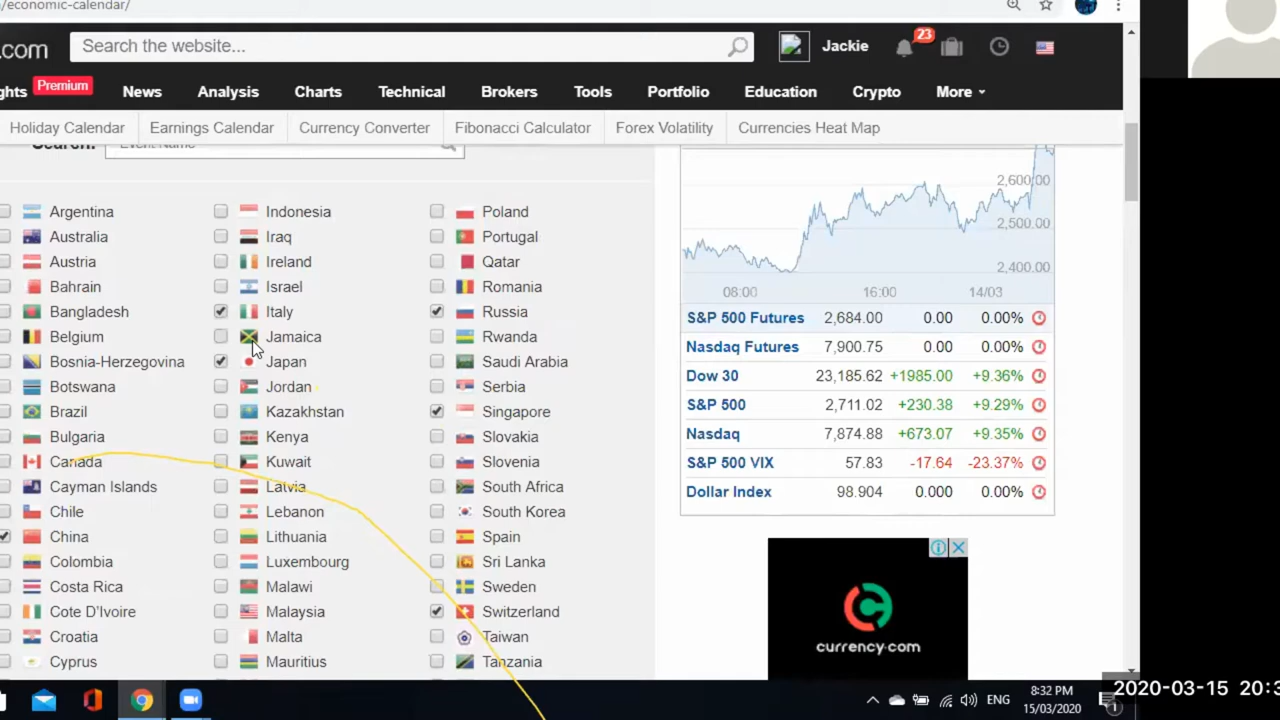 /economic-calendar/
.com
Search the website...
Jackie
23
ghts
Premium
News
Analysis
Charts
Technical
Brokers
Tools
Portfolio
Education
Crypto
More
Holiday Calendar
Earnings Calendar
Currency Converter
Fibonacci Calculator
Forex Volatility
Currencies Heat Map
Search:
Event Name
Argentina
Australia
Austria
Bahrain
Bangladesh
Belgium
Bosnia-Herzegovina
Botswana
Brazil
Bulgaria
Canada
Cayman Islands
Chile
China
Colombia
Costa Rica
Cote D'Ivoire
Croatia
Cyprus
Indonesia
Iraq
Ireland
Israel
Italy
Jamaica
Japan
Jordan
Kazakhstan
Kenya
Kuwait
Latvia
Lebanon
Lithuania
Luxembourg
Malawi
Malaysia
Malta
Mauritius
Poland
Portugal
Qatar
Romania
Russia
Rwanda
Saudi Arabia
Serbia
Singapore
Slovakia
Slovenia
South Africa
South Korea
Spain
Sri Lanka
Sweden
Switzerland
Taiwan
Tanzania
2,600.00
2,500.00
2,400.00
08:00 16:00 14/03
S&P 500 Futures 2,684.00 0.00 0.00%
Nasdaq Futures 7,900.75 0.00 0.00%
Dow 30 23,185.62 +1985.00 +9.36%
S&P 500 2,711.02 +230.38 +9.29%
Nasdaq 7,874.88 +673.07 +9.35%
S&P 500 VIX 57.83 -17.64 -23.37%
Dollar Index 98.904 0.000 0.00%
currency.com
ENG
8:32 PM
15/03/2020
1
2020-03-15 20:3